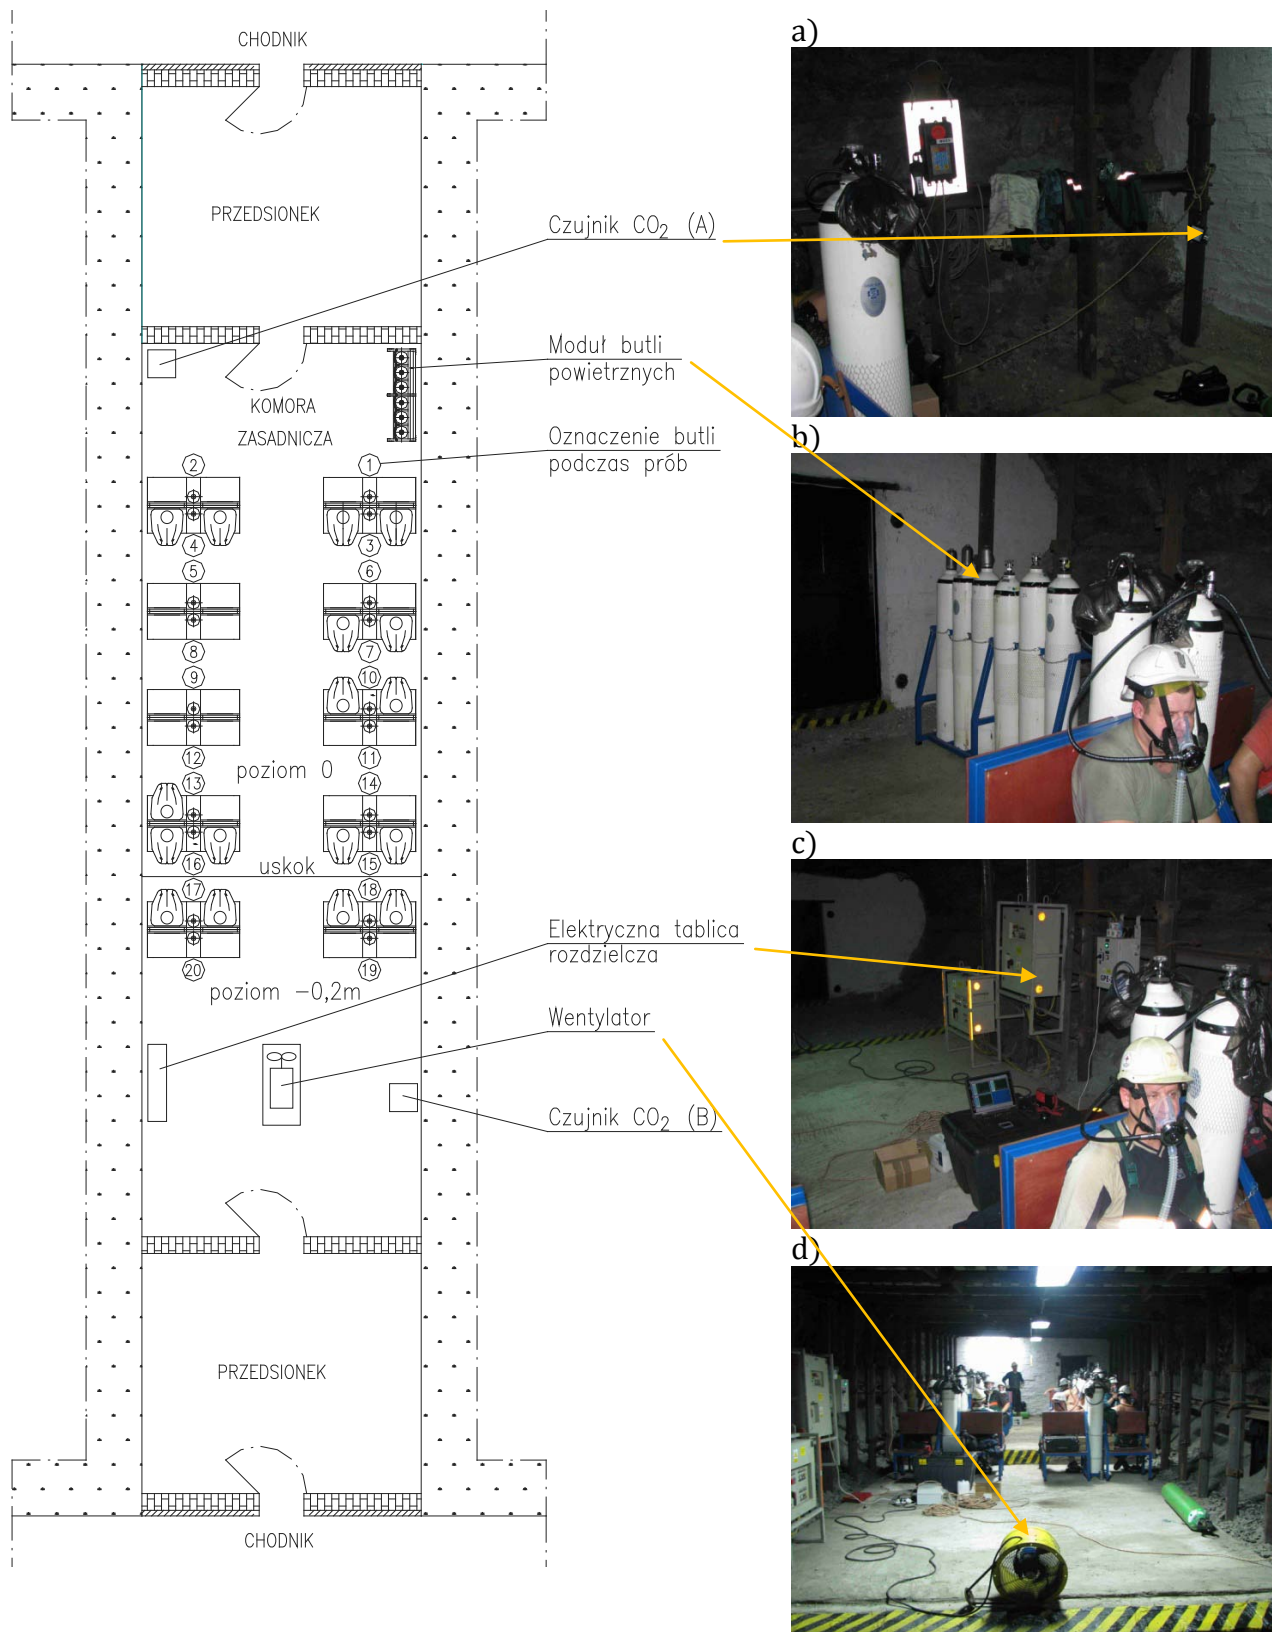 CHODNIK
PRZEDSIONEK
KOMORA
ZASADNICZA
2
1
4
3
5
6
8
7
9
10
12
11
poziom 0
13
14
16
15
uskok
17
18
20
19
poziom -0,2m
PRZEDSIONEK
CHODNIK
Czujnik CO₂ (A)
Moduł butli
powietrznych
Oznaczenie butli
podczas prób
Elektryczna tablica
rozdzielcza
Wentylator
Czujnik CO₂ (B)
a)
b)
c)
d)